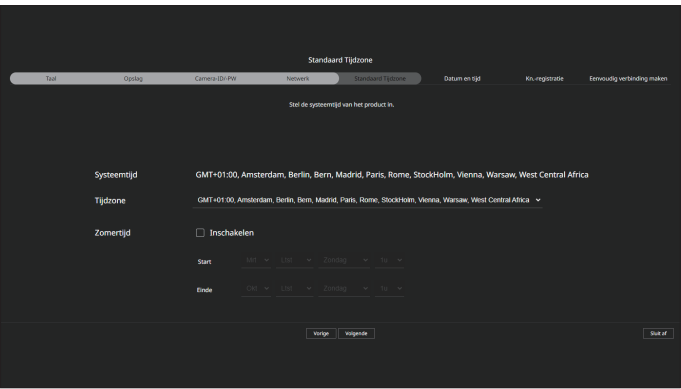 Standaard Tijdzone
Taal Opslag Camera-ID/-PW Netwerk Standaard Tijdzone Datum en tijd Kn.-registratie Eenvoudig verbinding maken
Stel de systeemtijd van het product in.
Systeemtijd GMT+01:00, Amsterdam, Berlin, Bern, Madrid, Paris, Rome, StockHolm, Vienna, Warsaw, West Central Africa
Tijdzone GMT+01:00, Amsterdam, Berlin, Bern, Madrid, Paris, Rome, StockHolm, Vienna, Warsaw, West Central Africa
Zomertijd Inschakelen
Start Mrt Zondag
Einde Okt Zondag
Vorige Volgende Sluit af